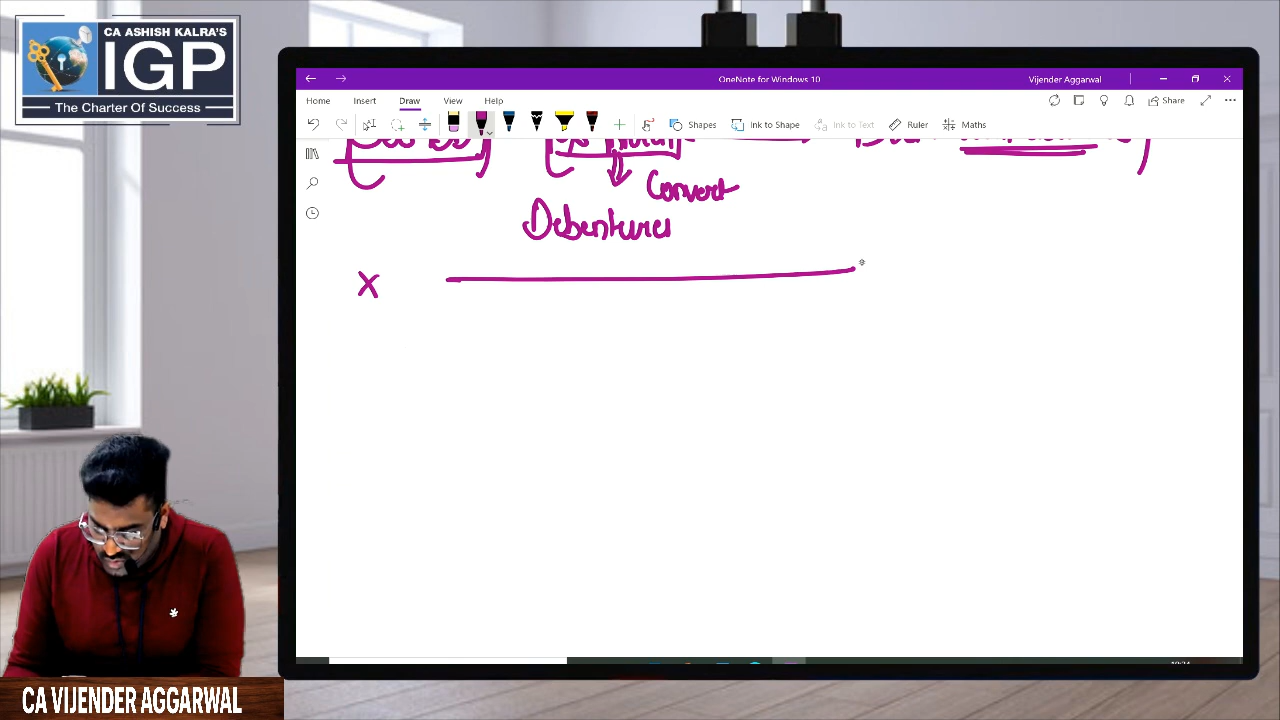 CA ASHISH KALRA'S
IGP
The Charter Of Success
OneNote for Windows 10
Vijender Aggarwal
Home Insert Draw View Help
Share
Shapes Ink to Shape Ink to Text Ruler Maths
Convert
Debentures
X
CA VIJENDER AGGARWAL